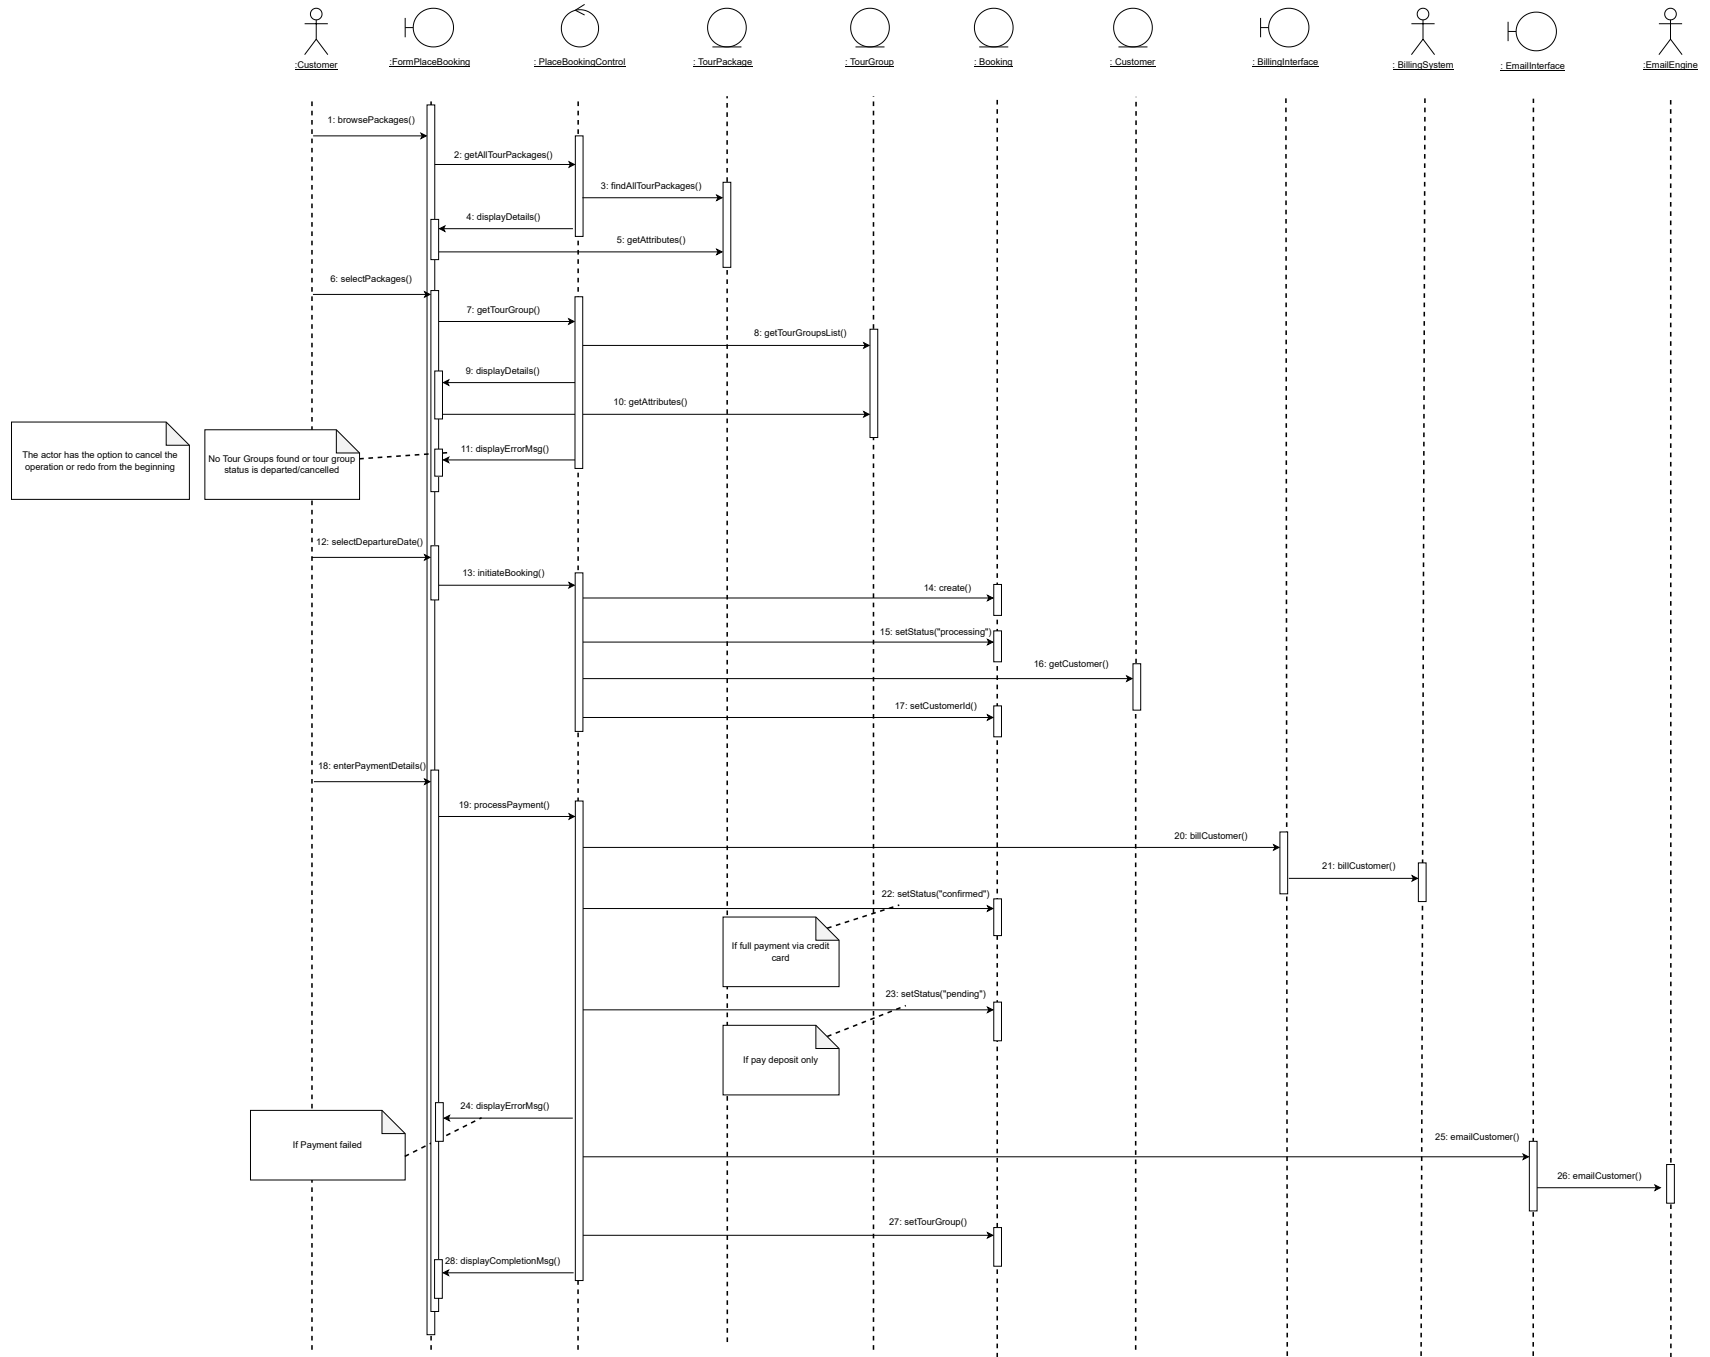 :Customer
:FormPlaceBooking
: PlaceBookingControl
: TourPackage
: TourGroup
: Booking
: Customer
: BillingInterface
: BillingSystem
: EmailInterface
:EmailEngine
1: browsePackages()
2: getAllTourPackages()
3: findAllTourPackages()
4: displayDetails()
5: getAttributes()
6: selectPackages()
7: getTourGroup()
8: getTourGroupsList()
9: displayDetails()
10: getAttributes()
11: displayErrorMsg()
The actor has the option to cancel the
operation or redo from the beginning
No Tour Groups found or tour group
status is departed/cancelled
12: selectDepartureDate()
13: initiateBooking()
14: create()
15: setStatus("processing")
16: getCustomer()
17: setCustomerId()
18: enterPaymentDetails()
19: processPayment()
20: billCustomer()
21: billCustomer()
22: setStatus("confirmed")
If full payment via credit
card
23: setStatus("pending")
If pay deposit only
24: displayErrorMsg()
If Payment failed
25: emailCustomer()
26: emailCustomer()
27: setTourGroup()
28: displayCompletionMsg()